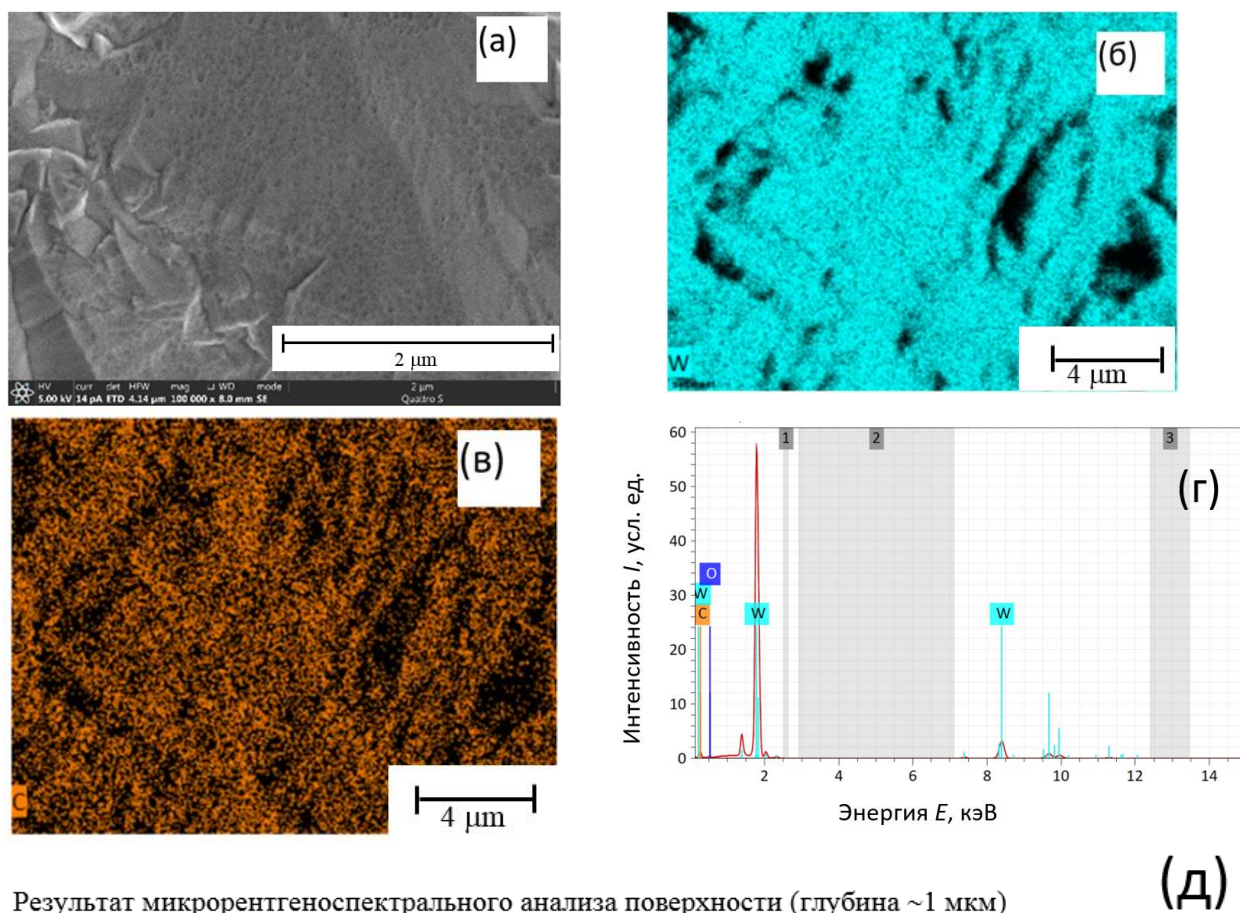 (а)
2 μm
HV curr det HFW mag □ WD mode
5.00 kV 14 pA ETD 4.14 μm 100 000 x 8.0 mm SE
2 μm
Quattro S
(б)
W
4 μm
(в)
C
4 μm
(г)
1 2 3
60
50
40
30
20
10
0
O
W
C
W
W
2 4 6 8 10 12 14
Интенсивность I, усл. ед.
Энергия E, кэВ
(д)
Результат микрорентгеноспектрального анализа поверхности (глубина ~1 мкм)